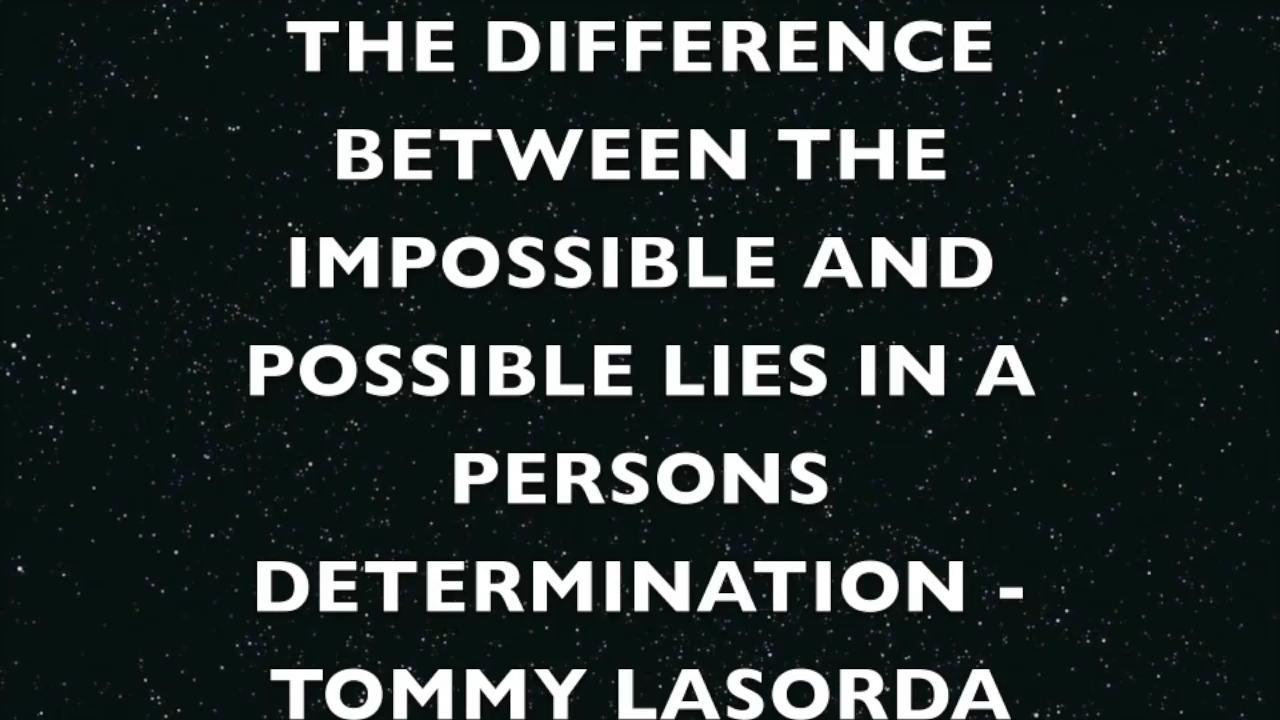 THE DIFFERENCE
BETWEEN THE
IMPOSSIBLE AND
POSSIBLE LIES IN A
PERSONS
DETERMINATION -
TOMMY LASORDA